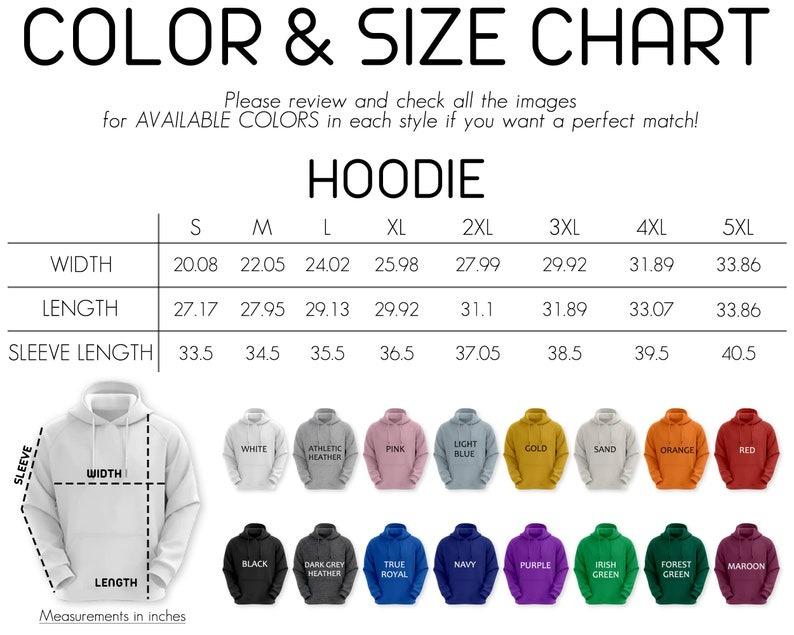 COLOR & SIZE CHART
Please review and check all the images
for AVAILABLE COLORS in each style if you want a perfect match!
HOODIE
S M L XL 2XL 3XL 4XL 5XL
WIDTH 20.08 22.05 24.02 25.98 27.99 29.92 31.89 33.86
LENGTH 27.17 27.95 29.13 29.92 31.1 31.89 33.07 33.86
SLEEVE LENGTH 33.5 34.5 35.5 36.5 37.05 38.5 39.5 40.5
SLEEVE
WIDTH
LENGTH
Measurements in inches
WHITE
ATHLETIC
HEATHER
PINK
LIGHT
BLUE
GOLD
SAND
ORANGE
RED
BLACK
DARK GREY
HEATHER
TRUE
ROYAL
NAVY
PURPLE
IRISH
GREEN
FOREST
GREEN
MAROON